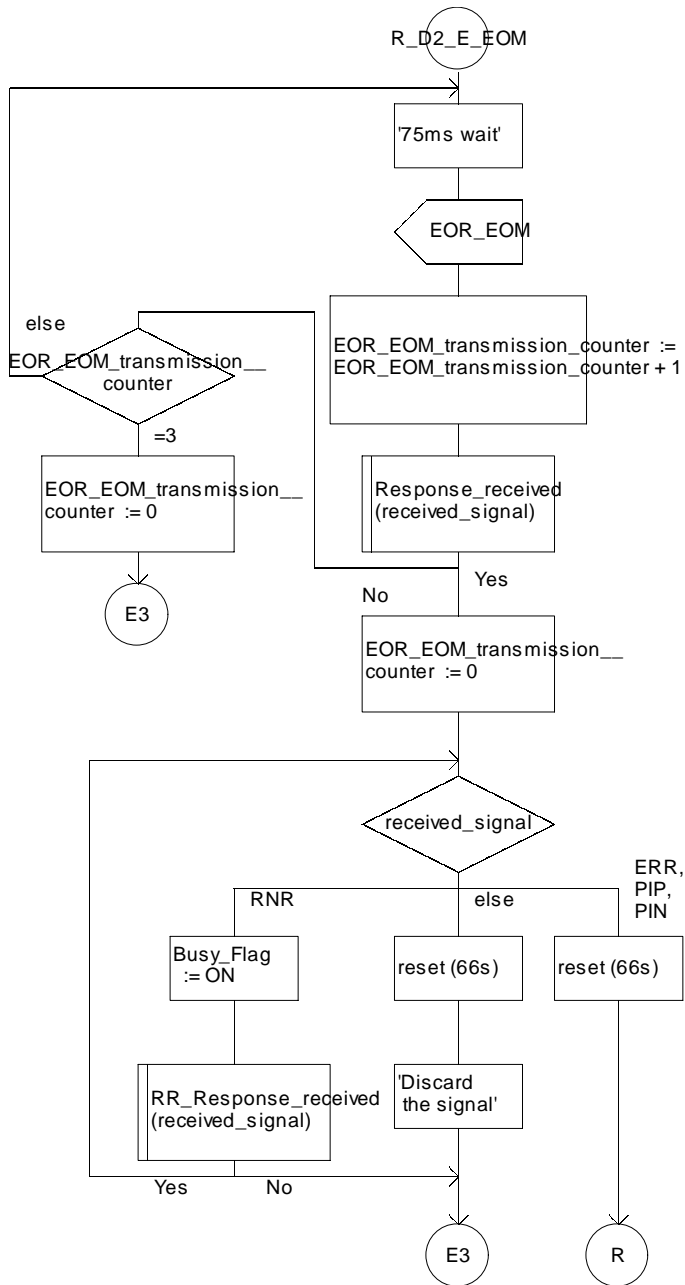 R_D2_E_EOM
'75ms wait'
EOR_EOM
else
EOR_EOM_transmission__
counter
EOR_EOM_transmission_counter :=
EOR_EOM_transmission_counter + 1
=3
EOR_EOM_transmission__
counter := 0
Response_received
(received_signal)
E3
Yes
No
EOR_EOM_transmission__
counter := 0
received_signal
RNR
else
ERR,
PIP,
PIN
Busy_Flag
:= ON
reset (66s)
reset (66s)
RR_Response_received
(received_signal)
'Discard
the signal'
Yes
No
E3
R